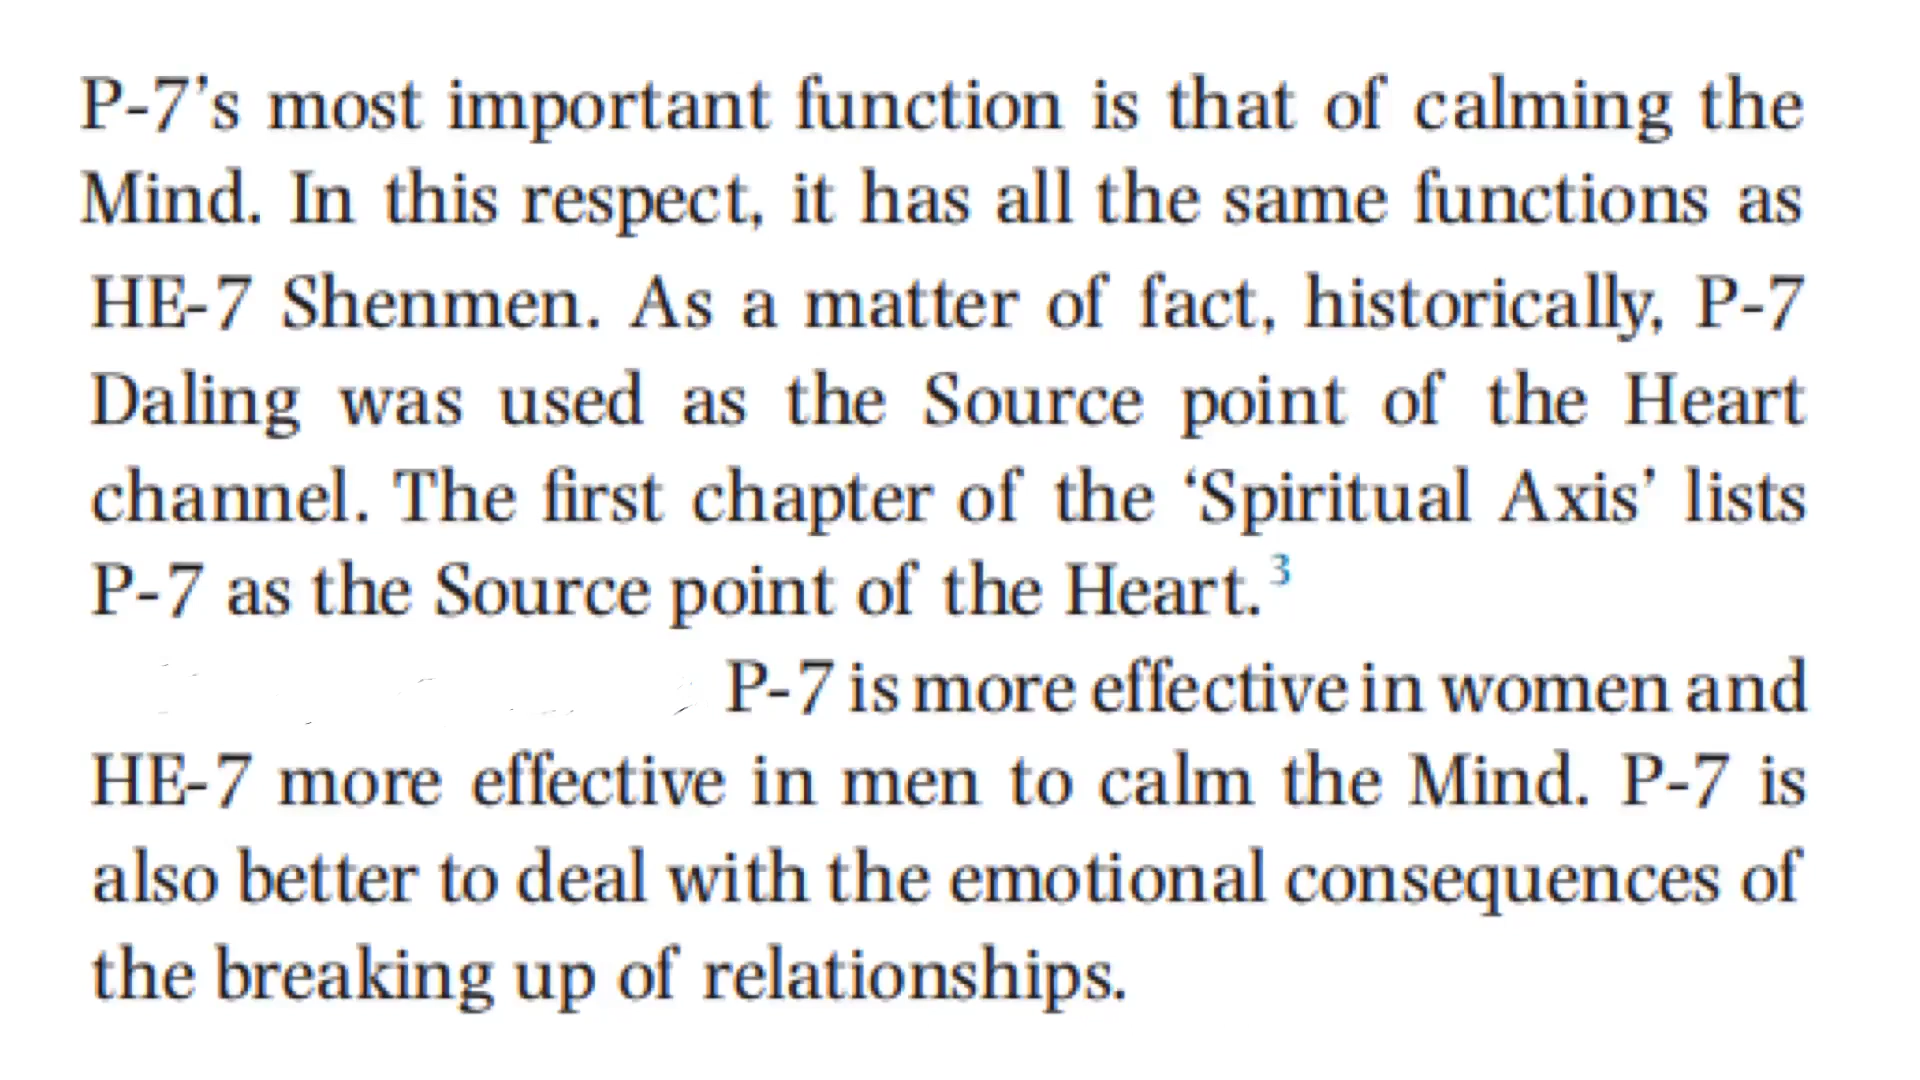 P-7’s most important function is that of calming the
Mind. In this respect, it has all the same functions as
HE-7 Shenmen. As a matter of fact, historically, P-7
Daling was used as the Source point of the Heart
channel. The first chapter of the ‘Spiritual Axis’ lists
P-7 as the Source point of the Heart.³
P-7 is more effective in women and
HE-7 more effective in men to calm the Mind. P-7 is
also better to deal with the emotional consequences of
the breaking up of relationships.